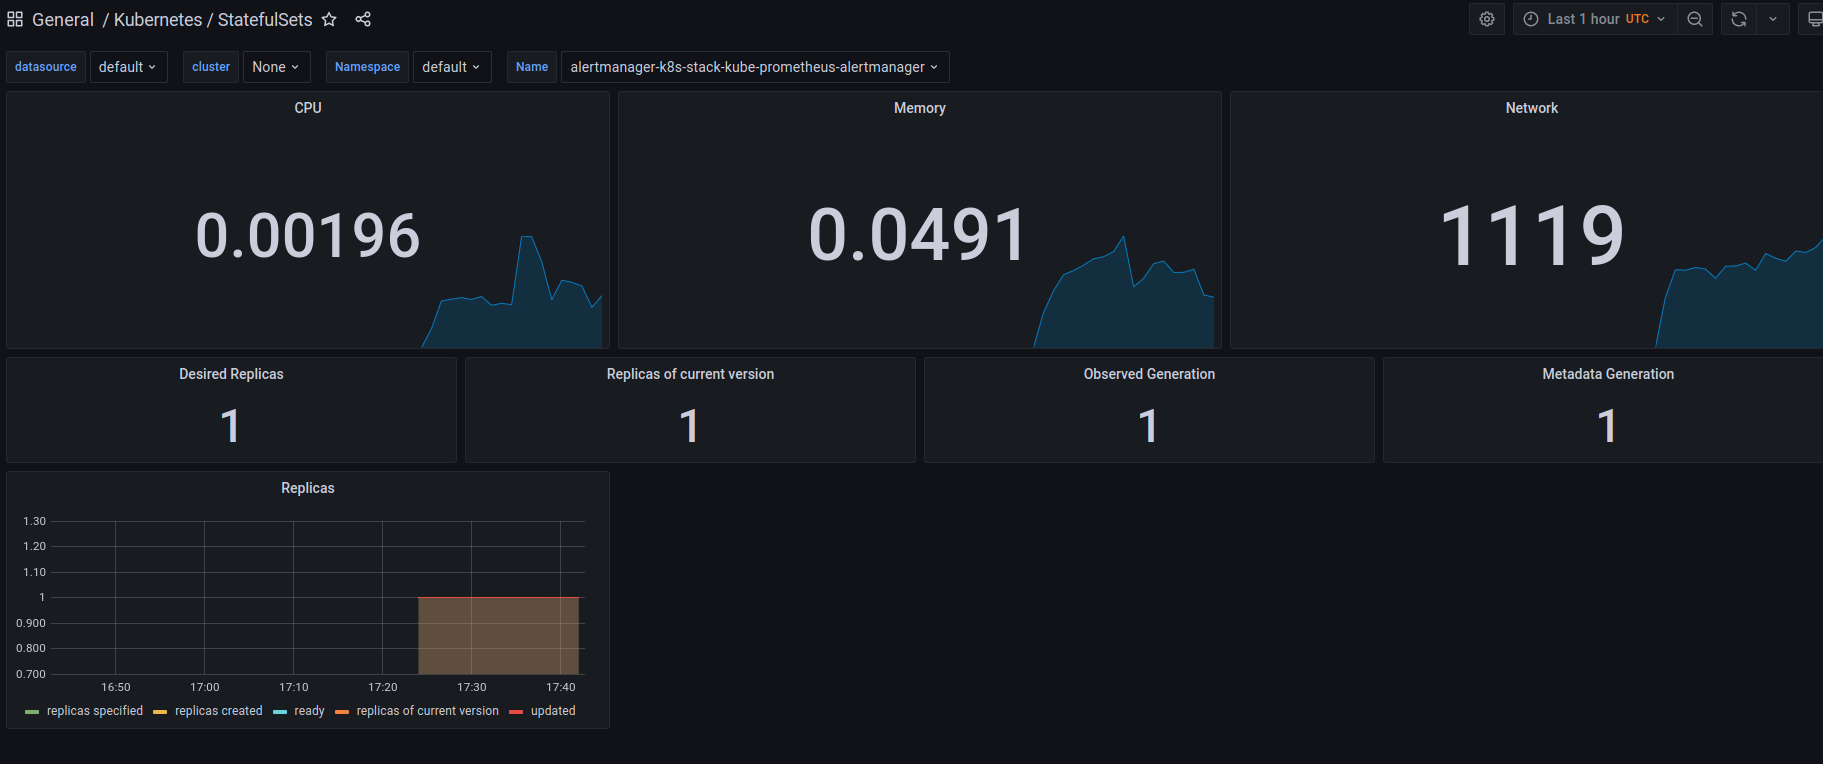 General / Kubernetes / StatefulSets
Last 1 hour UTC
datasource default cluster None Namespace default Name alertmanager-k8s-stack-kube-prometheus-alertmanager
CPU
0.00196
Memory
0.0491
Network
1119
Desired Replicas
1
Replicas of current version
1
Observed Generation
1
Metadata Generation
1
Replicas
1.30
1.20
1.10
1
0.900
0.800
0.700
16:50 17:00 17:10 17:20 17:30 17:40
replicas specified replicas created ready replicas of current version updated